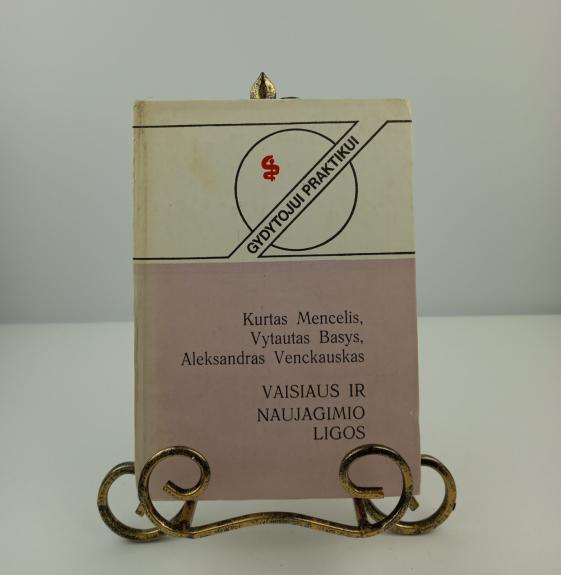 GYDYTOJUI PRAKTIKUI
Kurtas Mencelis,
Vytautas Basys,
Aleksandras Venckauskas
VAISIAUS IR
NAUJAGIMIO
LIGOS